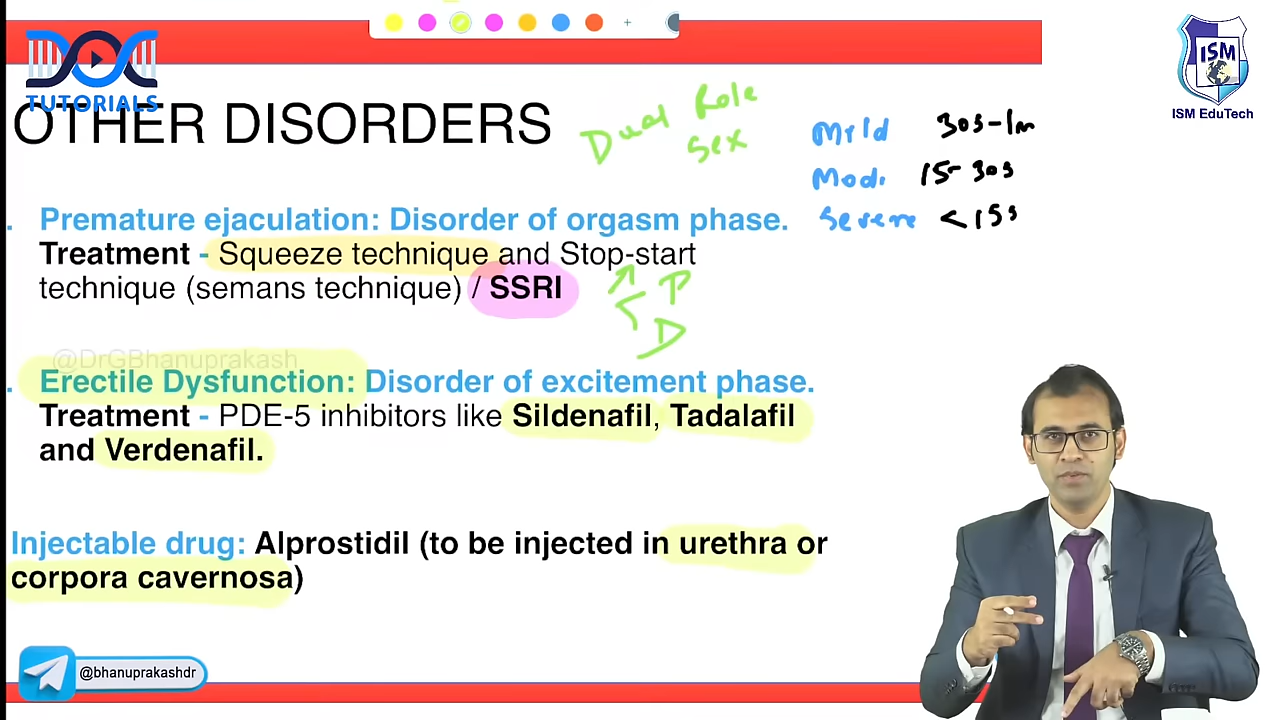 TUTORIALS
OTHER DISORDERS
Dual Role
Sex
Mild 30s-1m
Mod. 15-30s
Severe <15s
ISM
ISM EduTech
. Premature ejaculation: Disorder of orgasm phase.
Treatment - Squeeze technique and Stop-start
technique (semans technique) / SSRI
P
D
@DrGBhanuprakash
. Erectile Dysfunction: Disorder of excitement phase.
Treatment - PDE-5 inhibitors like Sildenafil, Tadalafil
and Verdenafil.
Injectable drug: Alprostidil (to be injected in urethra or
corpora cavernosa)
@bhanuprakashdr